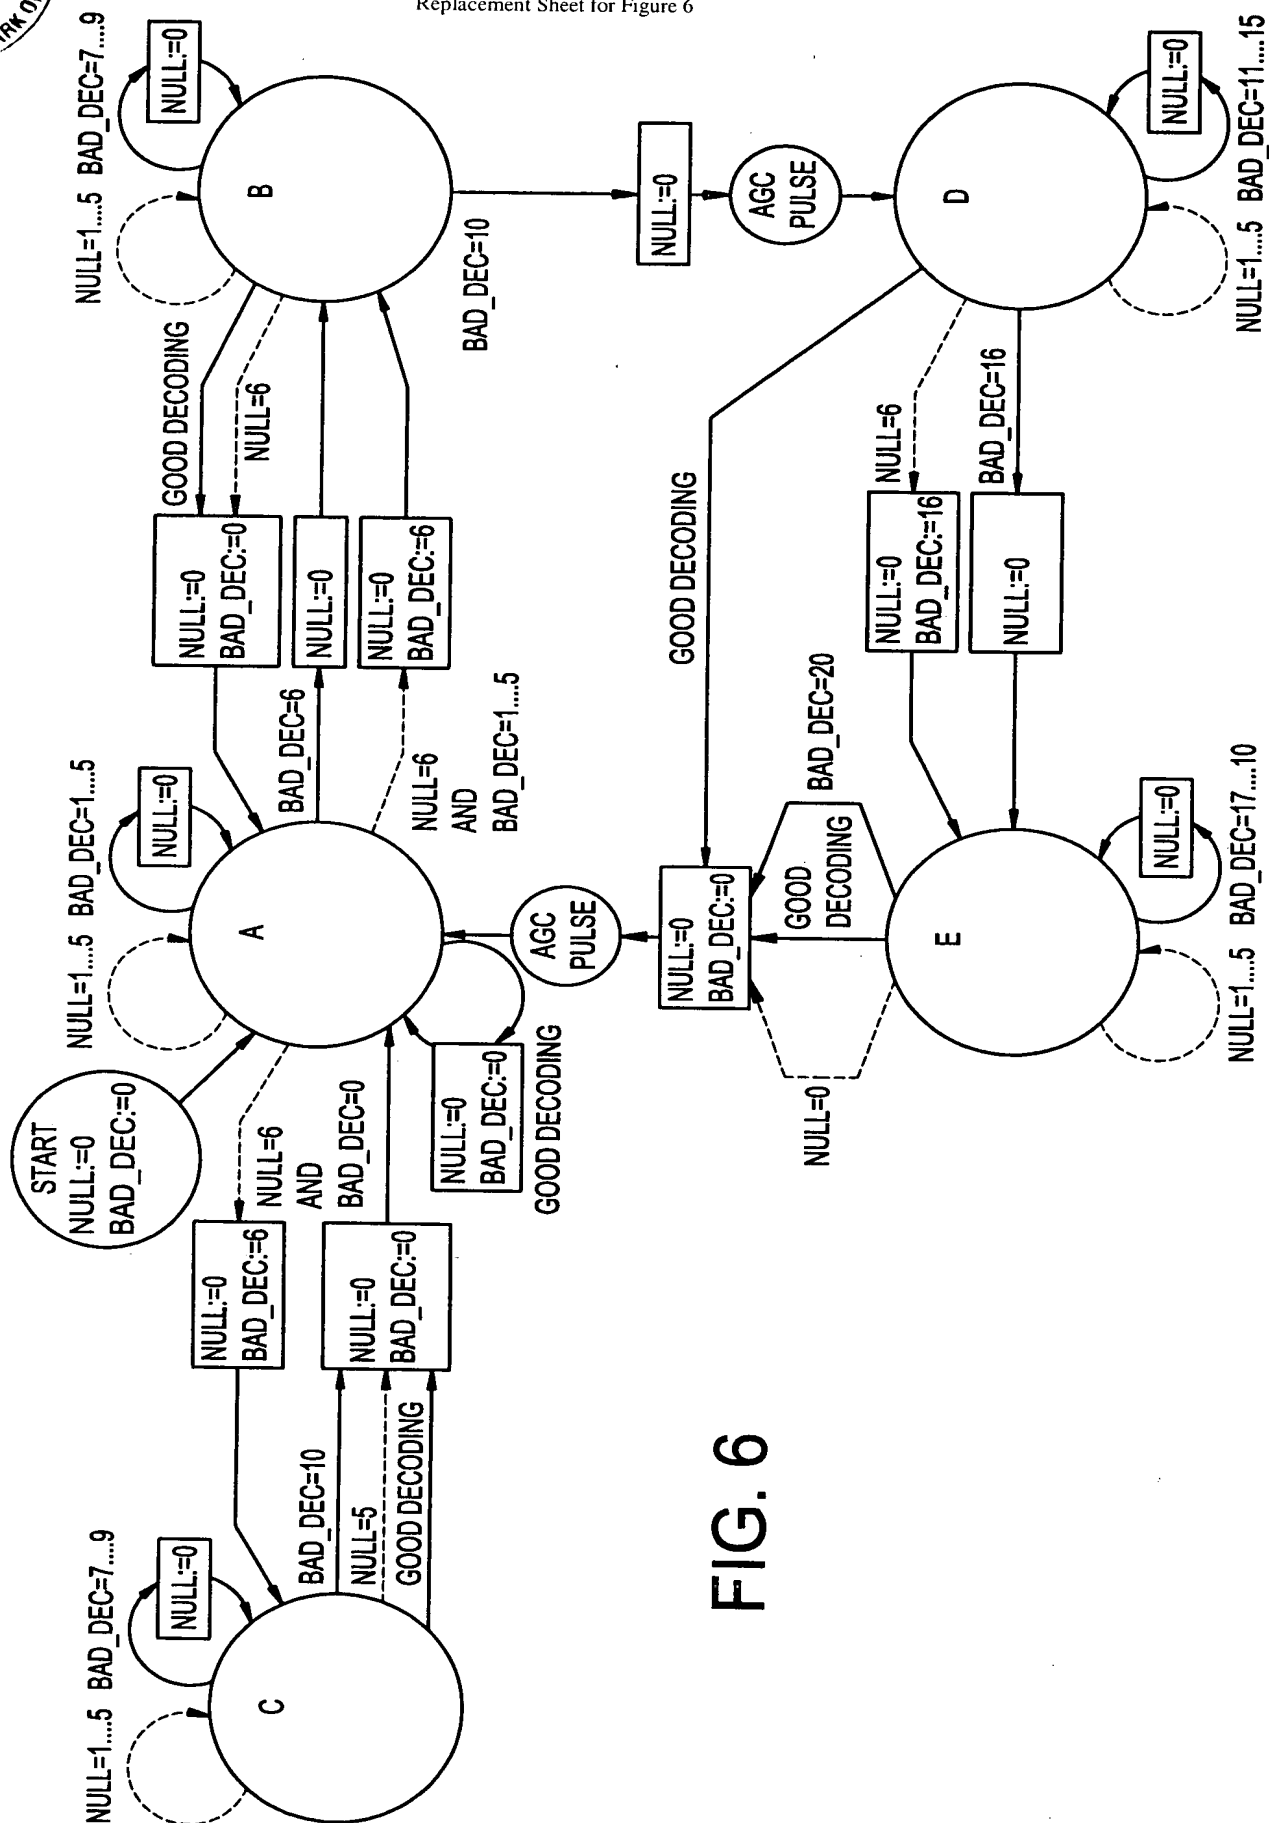 Replacement Sheet for Figure 6
START
NULL:=0
BAD_DEC:=0
NULL=1....5 BAD_DEC=7....9
NULL:=0
C
NULL:=0
BAD_DEC:=6
NULL=6
AND
BAD_DEC=0
BAD_DEC=10
NULL=5
GOOD DECODING
NULL:=0
BAD_DEC:=0
NULL=1....5 BAD_DEC=1....5
NULL:=0
A
NULL:=0
BAD_DEC:=0
GOOD DECODING
AGC
PULSE
GOOD DECODING
NULL=6
NULL:=0
BAD_DEC:=0
BAD_DEC=6
NULL:=0
NULL:=0
BAD_DEC:=6
NULL=6
AND
BAD_DEC=1....5
NULL=1....5 BAD_DEC=7....9
NULL:=0
B
BAD_DEC=10
NULL:=0
AGC
PULSE
D
NULL:=0
NULL=1....5 BAD_DEC=11....15
GOOD DECODING
NULL=6
NULL:=0
BAD_DEC:=16
BAD_DEC=16
NULL:=0
NULL:=0
BAD_DEC:=0
BAD_DEC=20
GOOD
DECODING
NULL=0
E
NULL:=0
NULL=1....5 BAD_DEC=17....10
FIG. 6